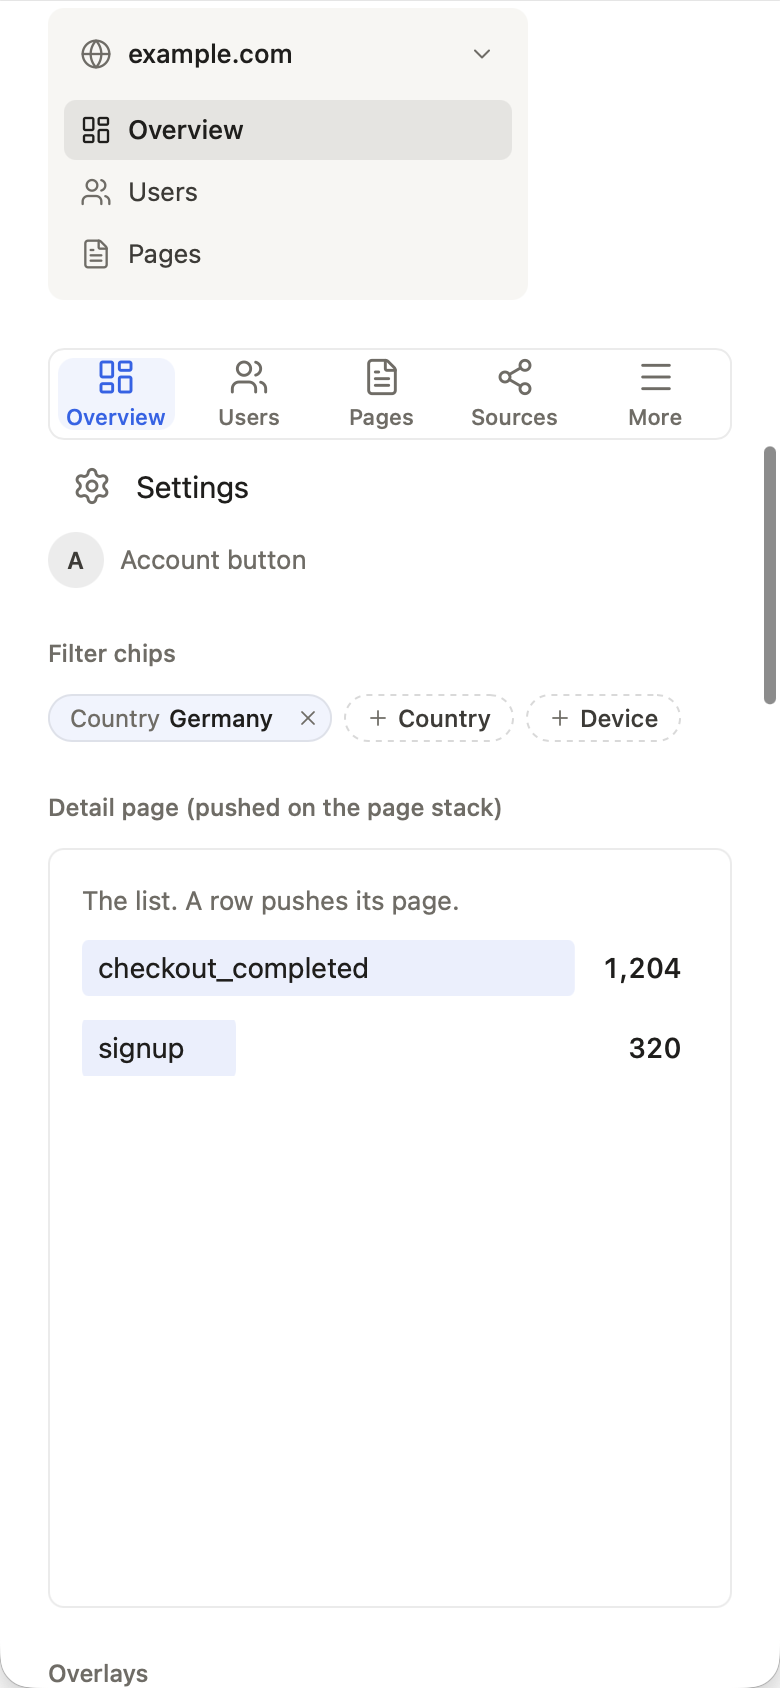 example.com
Overview
Users
Pages
Overview Users Pages Sources More
Settings
A Account button
Filter chips
Country Germany × + Country + Device
Detail page (pushed on the page stack)
The list. A row pushes its page.
checkout_completed 1,204
signup 320
Overlays